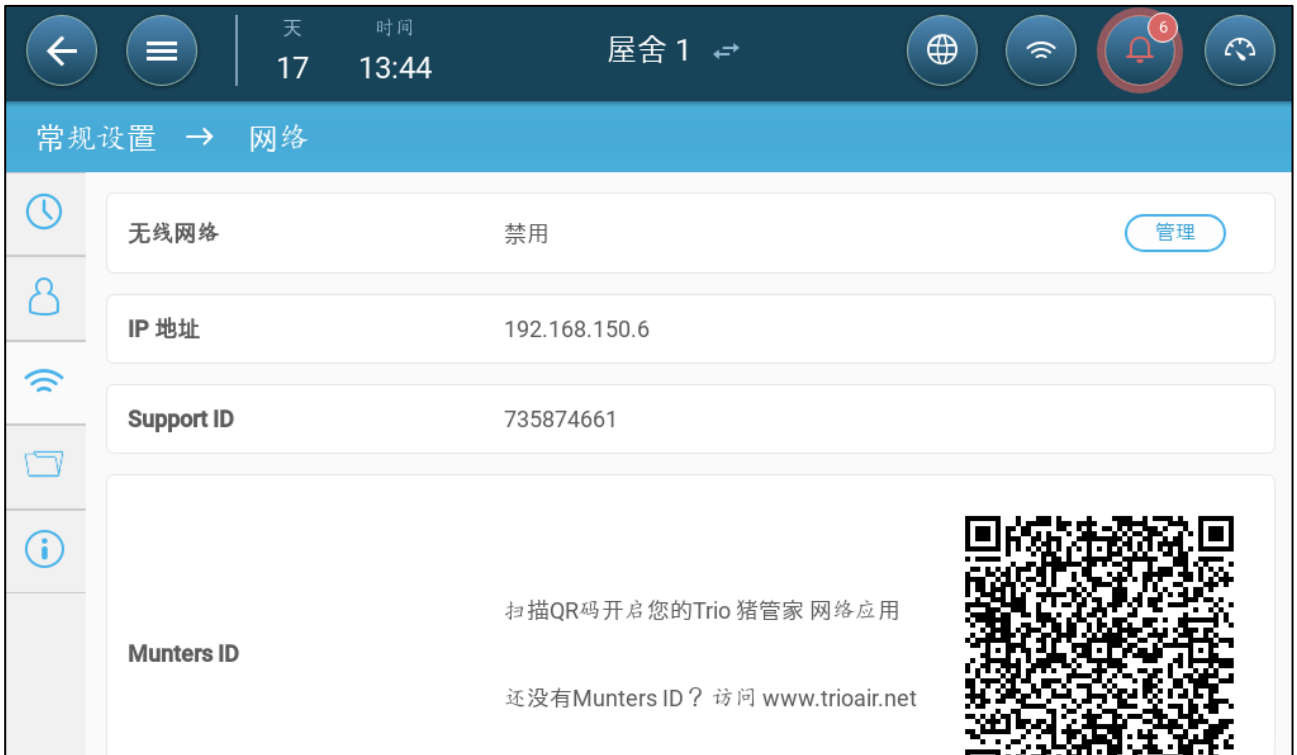 天 时间
17 13:44
屋舍 1
6
常规设置 → 网络
无线网络 禁用 管理
IP 地址 192.168.150.6
Support ID 735874661
扫描QR码开启您的Trio 猪管家 网络应用
Munters ID
还没有Munters ID？访问 www.trioair.net